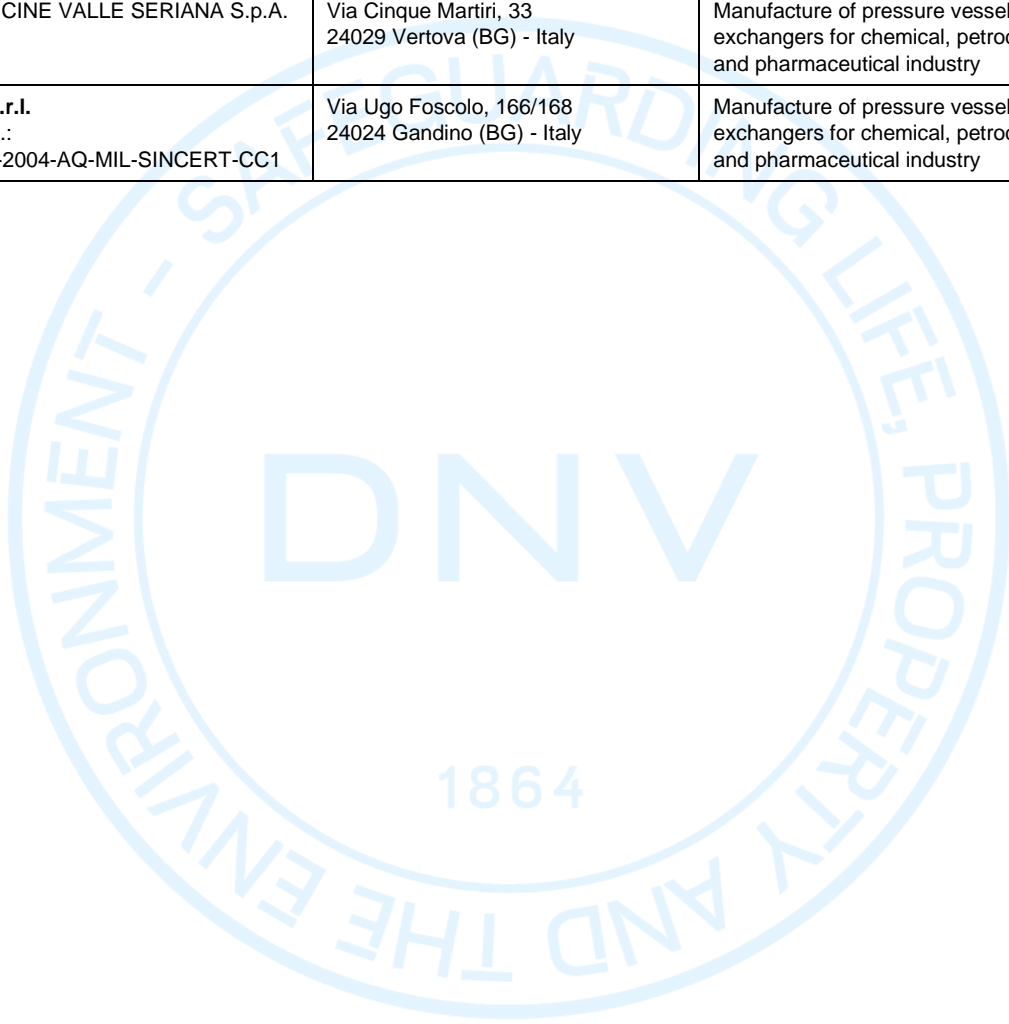 CINE VALLE SERIANA S.p.A.
Via Cinque Martiri, 33
24029 Vertova (BG) - Italy
Manufacture of pressure vessel
exchangers for chemical, petro
and pharmaceutical industry
.r.l.
.:
-2004-AQ-MIL-SINCERT-CC1
Via Ugo Foscolo, 166/168
24024 Gandino (BG) - Italy
Manufacture of pressure vessel
exchangers for chemical, petro
and pharmaceutical industry
SAFEGUARDING LIFE, PROPERTY AND THE ENVIRONMENT -
DNV
1864